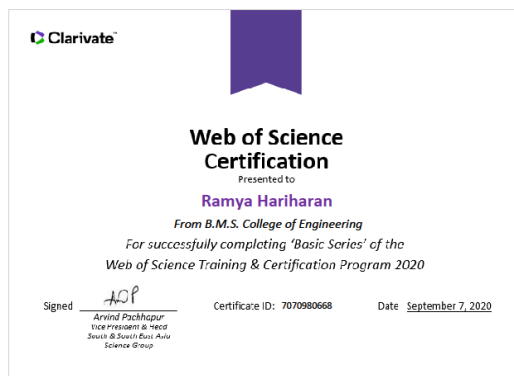 Clarivate™
Web of Science
Certification
Presented to
Ramya Hariharan
From B.M.S. College of Engineering
For successfully completing 'Basic Series' of the
Web of Science Training & Certification Program 2020
Signed
Certificate ID: 7070980668
Date September 7, 2020
Arvind Pachhapur
Vice President & Head
South & South East Asia
Science Group